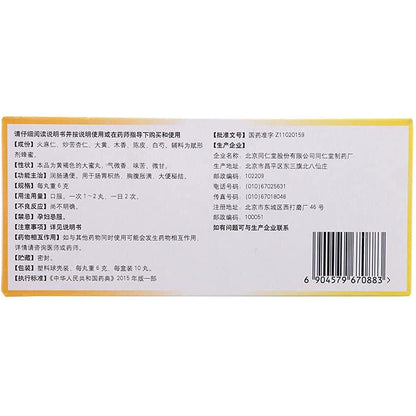 请仔细阅读说明书并按说明使用或在药师指导下购买和使用
【成份】火麻仁、炒苦杏仁、大黄、木香、陈皮、白芍。辅料为赋形
剂蜂蜜。
【性状】本品为黄褐色的大蜜丸；气微香，味苦、微甘。
【功能主治】润肠通便。用于肠胃积热，胸腹胀满，大便秘结。
【规格】每丸重6克
【用法用量】口服。一次1～2丸，一日2次。
【不良反应】尚不明确。
【禁忌】孕妇忌服。
【注意事项】详见说明书
【药物相互作用】如与其他药物同时使用可能会发生药物相互作用，
详情请咨询医师或药师。
【贮藏】密封。
【包装】塑料球壳装，每丸重6克，每盒装10丸。
【执行标准】《中华人民共和国药典》2015年版一部
【批准文号】国药准字Z11020159
【生产企业】
企业名称：北京同仁堂股份有限公司同仁堂制药厂
生产地址：北京市昌平区东三旗北八仙庄
邮政编码：102209
电话号码：(010)67025631
传真号码：(010)67018048
注册地址：北京市东城区西打磨厂46号
邮政编码：100051
如有问题可与生产企业联系
6 904579 670883 >